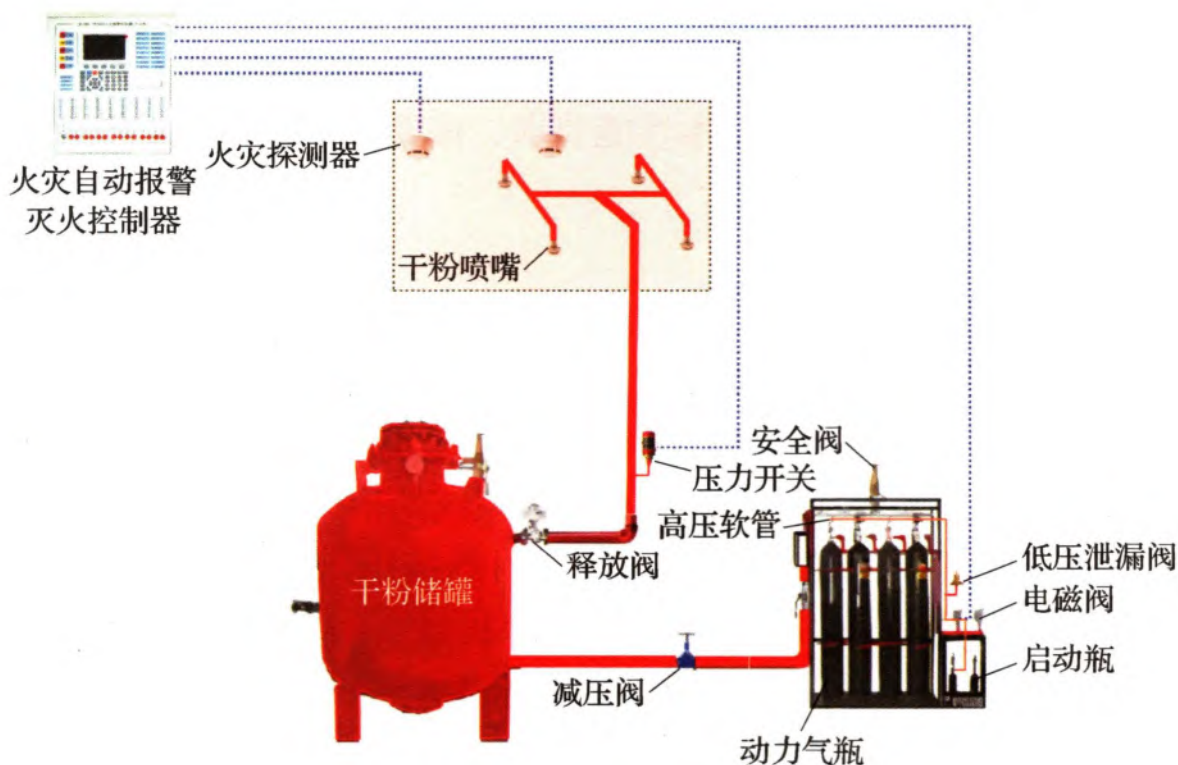 火灾自动报警
灭火控制器
火灾探测器
干粉喷嘴
安全阀
压力开关
高压软管
释放阀
低压泄漏阀
电磁阀
干粉储罐
启动瓶
减压阀
动力气瓶